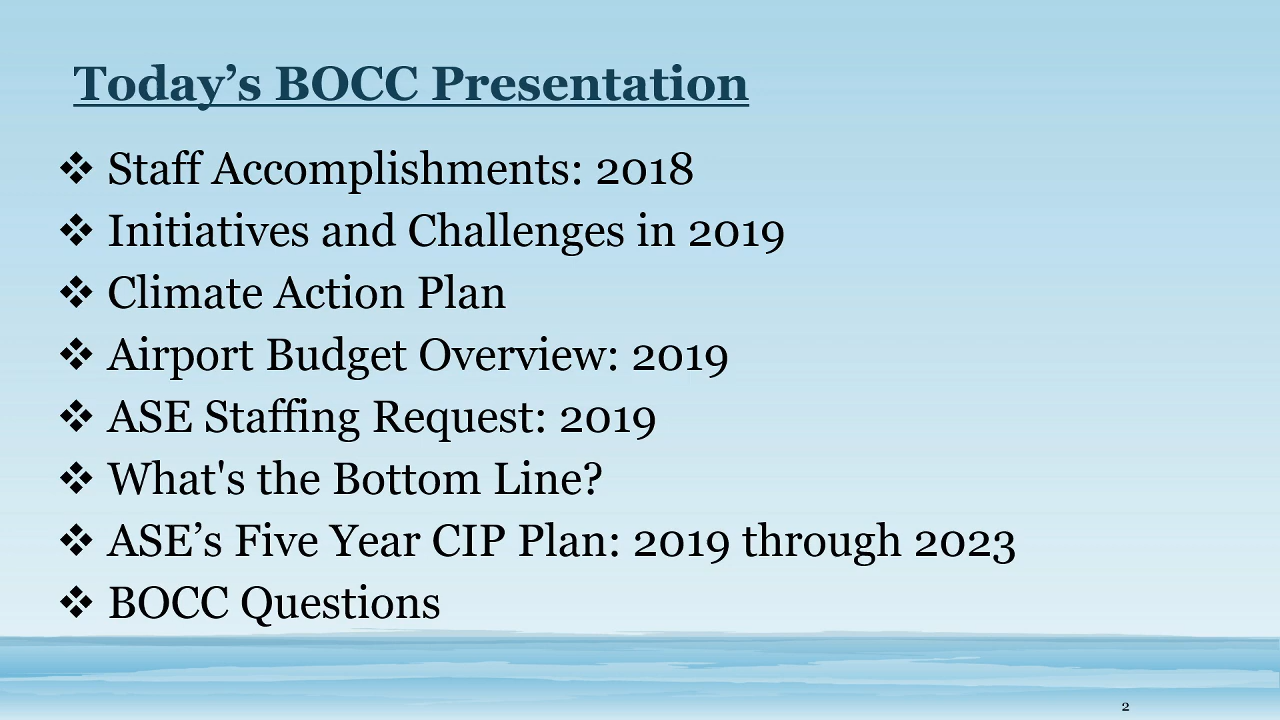 Today’s BOCC Presentation
❖ Staff Accomplishments: 2018
❖ Initiatives and Challenges in 2019
❖ Climate Action Plan
❖ Airport Budget Overview: 2019
❖ ASE Staffing Request: 2019
❖ What's the Bottom Line?
❖ ASE’s Five Year CIP Plan: 2019 through 2023
❖ BOCC Questions
2